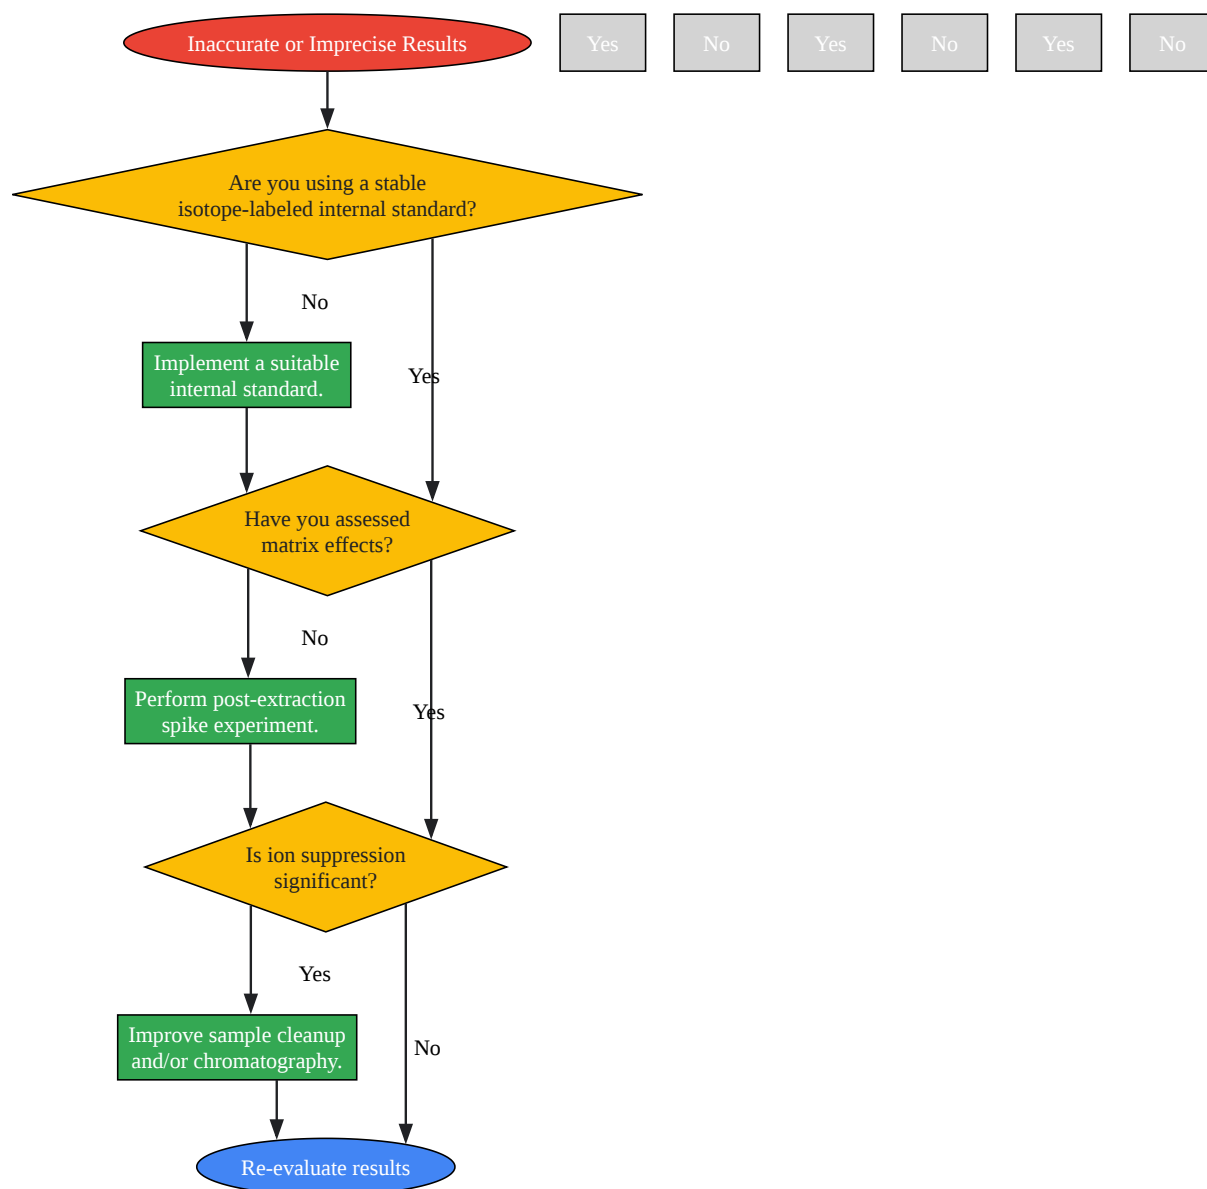 Inaccurate or Imprecise Results
Yes
No
Yes
No
Yes
No
Are you using a stable
isotope-labeled internal standard?
No
Implement a suitable
internal standard.
Yes
Have you assessed
matrix effects?
No
Perform post-extraction
spike experiment.
Yes
Is ion suppression
significant?
Yes
Improve sample cleanup
and/or chromatography.
No
Re-evaluate results